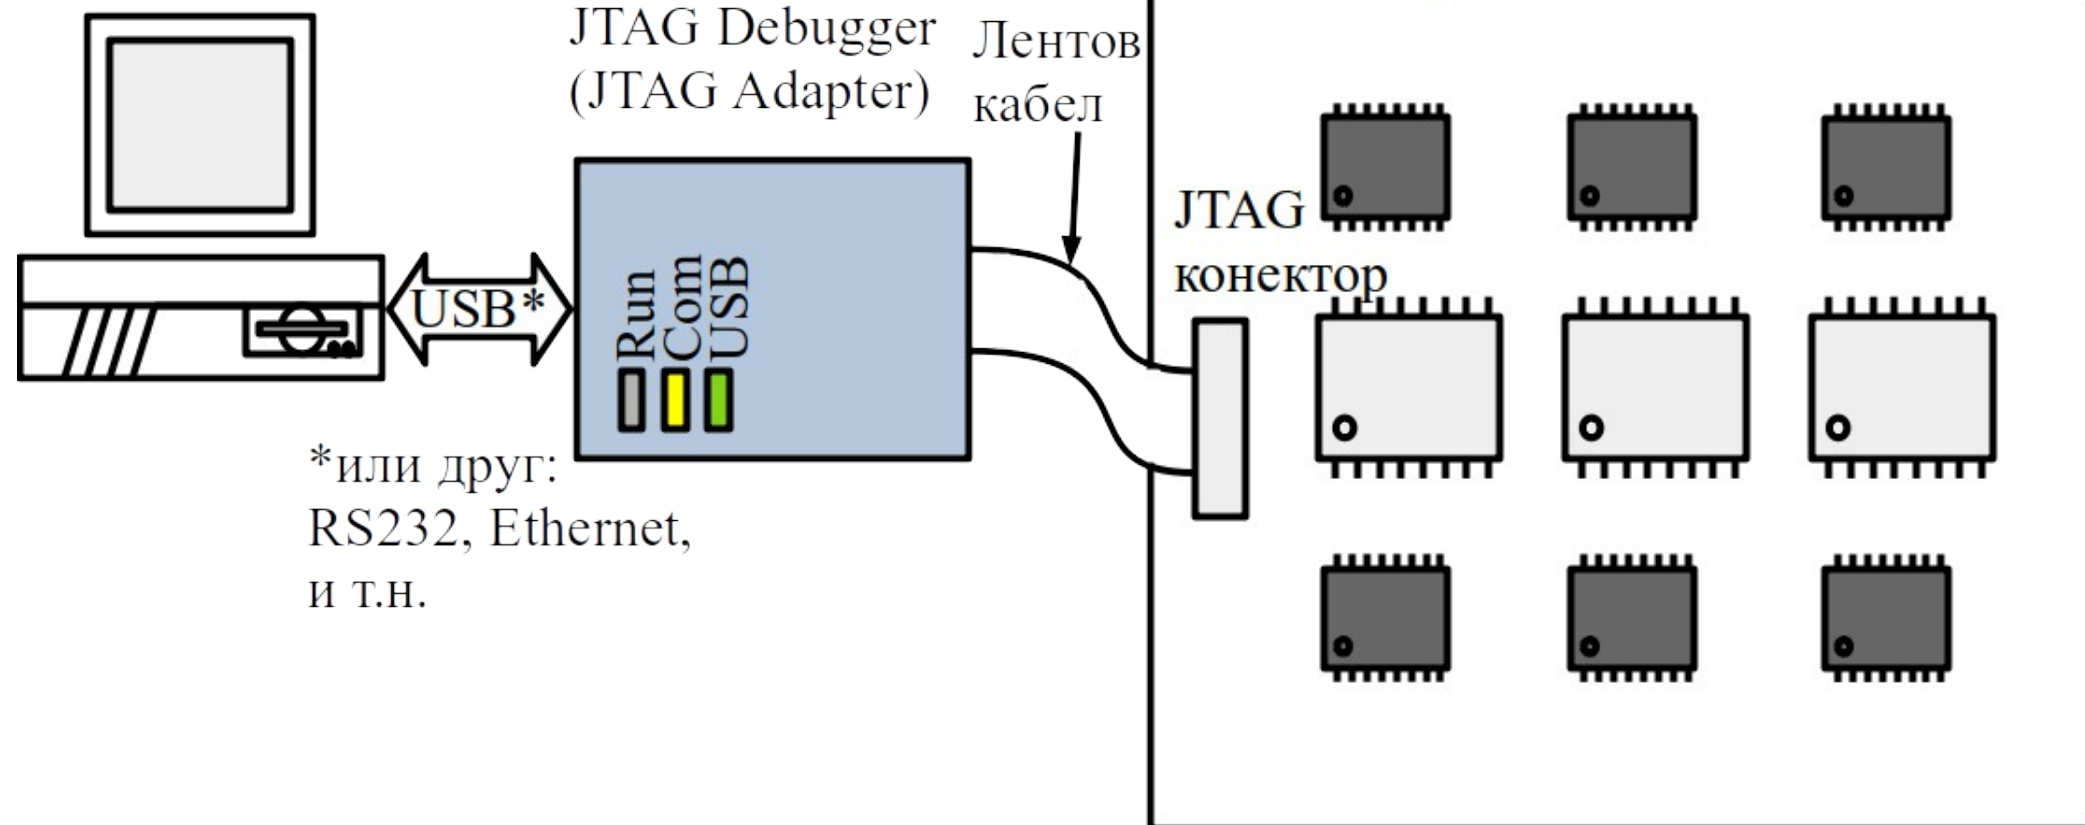 JTAG Debugger
(JTAG Adapter)
Лентов
кабел
JTAG
конектор
USB*
Run
Com
USB
*или друг:
RS232, Ethernet,
и т.н.